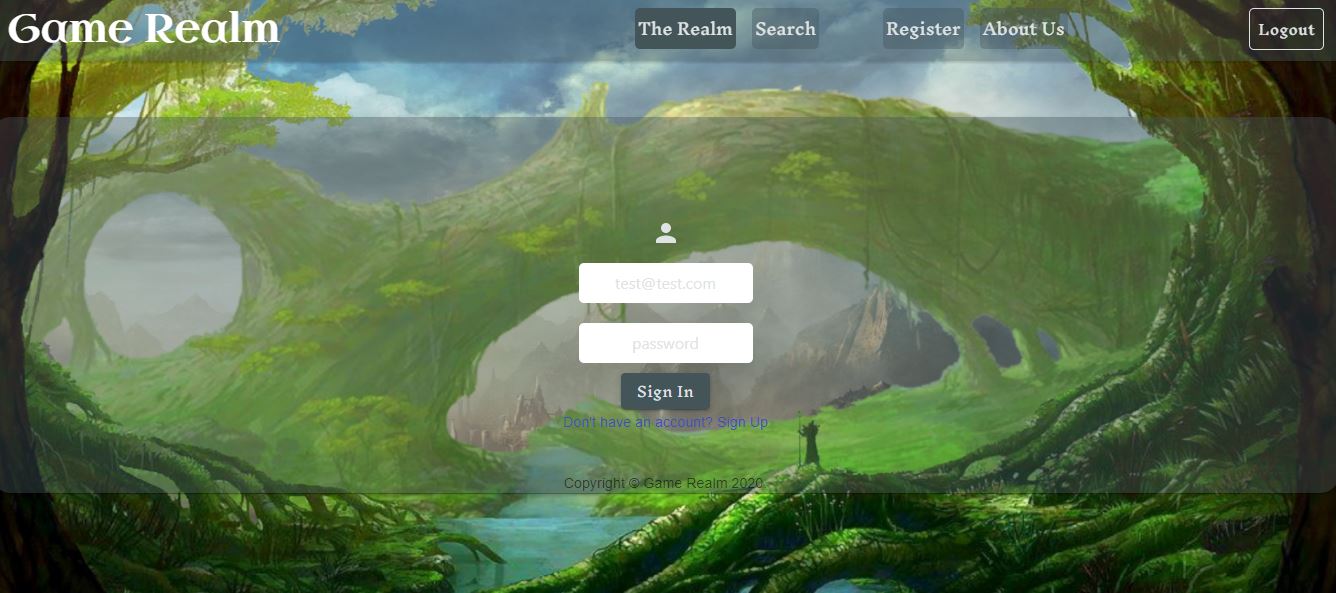 Game Realm
The Realm
Search
Register
About Us
Logout
test@test.com
password
Sign In
Don't have an account? Sign Up
Copyright © Game Realm 2020.